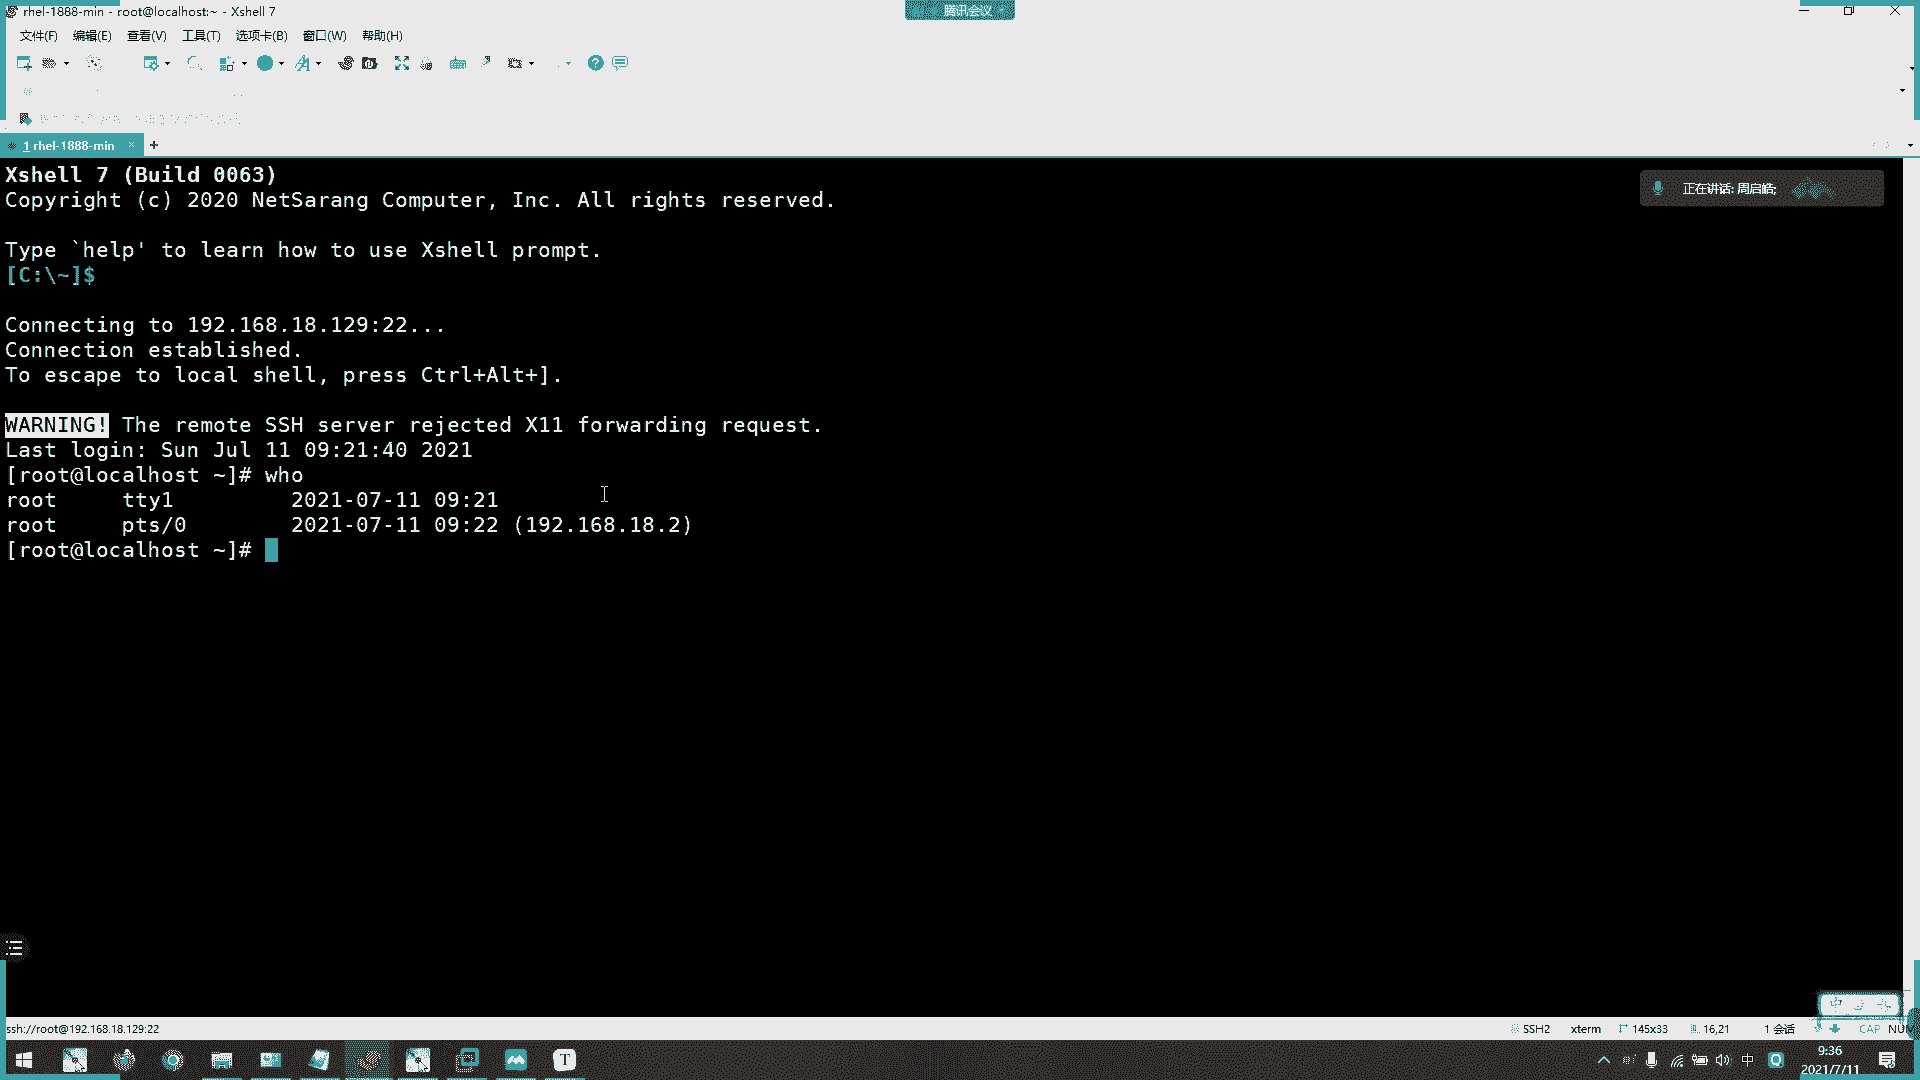 rhel-1888-min - root@localhost:~ - Xshell 7
腾讯会议
文件(F) 编辑(E) 查看(V) 工具(T) 选项卡(B) 窗口(W) 帮助(H)
1 rhel-1888-min × +
Xshell 7 (Build 0063)
Copyright (c) 2020 NetSarang Computer, Inc. All rights reserved.
正在讲话: 周启皓;
Type `help' to learn how to use Xshell prompt.
[C:\~]$
Connecting to 192.168.18.129:22...
Connection established.
To escape to local shell, press Ctrl+Alt+].
WARNING! The remote SSH server rejected X11 forwarding request.
Last login: Sun Jul 11 09:21:40 2021
[root@localhost ~]# who
root     tty1         2021-07-11 09:21
root     pts/0        2021-07-11 09:22 (192.168.18.2)
[root@localhost ~]#
中
ssh://root@192.168.18.129:22
SSH2 xterm 145x33 16,21 1 会话 CAP NUM
T
中
9:36
2021/7/11